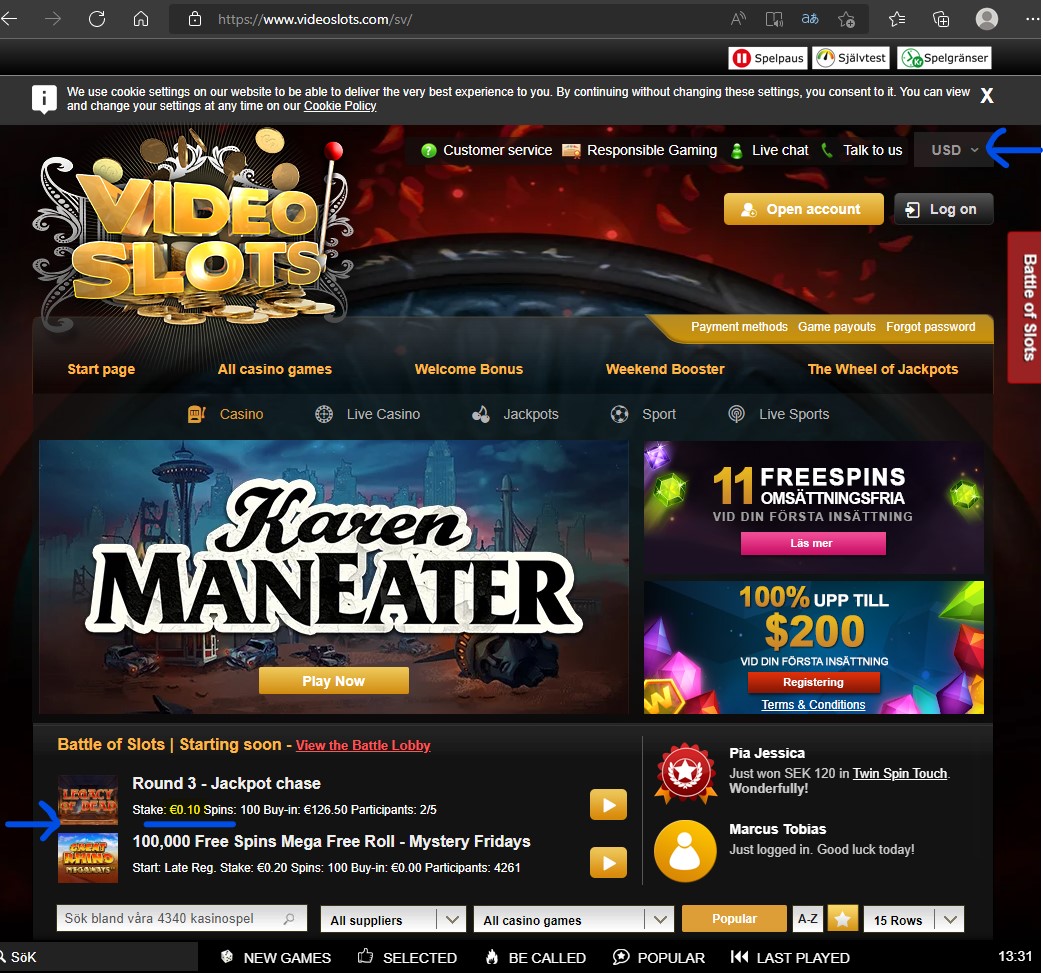 https://www.videoslots.com/sv/
Spelpaus Självtest Spelgränser
We use cookie settings on our website to be able to deliver the very best experience to you. By continuing without changing these settings, you consent to it. You can view
and change your settings at any time on our Cookie Policy
X
Customer service Responsible Gaming Live chat Talk to us USD
VIDEO
SLOTS
Open account Log on
Battle of Slots
Payment methods Game payouts Forgot password
Start page All casino games Welcome Bonus Weekend Booster The Wheel of Jackpots
Casino Live Casino Jackpots Sport Live Sports
Karen
MANEATER
Play Now
11 FREESPINS
OMSÄTTNINGSFRIA
VID DIN FÖRSTA INSÄTTNING
Läs mer
100% UPP TILL
$200
VID DIN FÖRSTA INSÄTTNING
Registering
Terms & Conditions
Battle of Slots | Starting soon - View the Battle Lobby
LEGACY
OF DEAD
Round 3 - Jackpot chase
Stake: €0.10 Spins: 100 Buy-in: €126.50 Participants: 2/5
GREAT
RHINO
MEGAWAYS
100,000 Free Spins Mega Free Roll - Mystery Fridays
Start: Late Reg. Stake: €0.20 Spins: 100 Buy-in: €0.00 Participants: 4261
Pia Jessica
Just won SEK 120 in Twin Spin Touch.
Wonderfully!
Marcus Tobias
Just logged in. Good luck today!
Sök bland våra 4340 kasinospel All suppliers All casino games Popular A-Z 15 Rows
SöK NEW GAMES SELECTED BE CALLED POPULAR LAST PLAYED 13:31